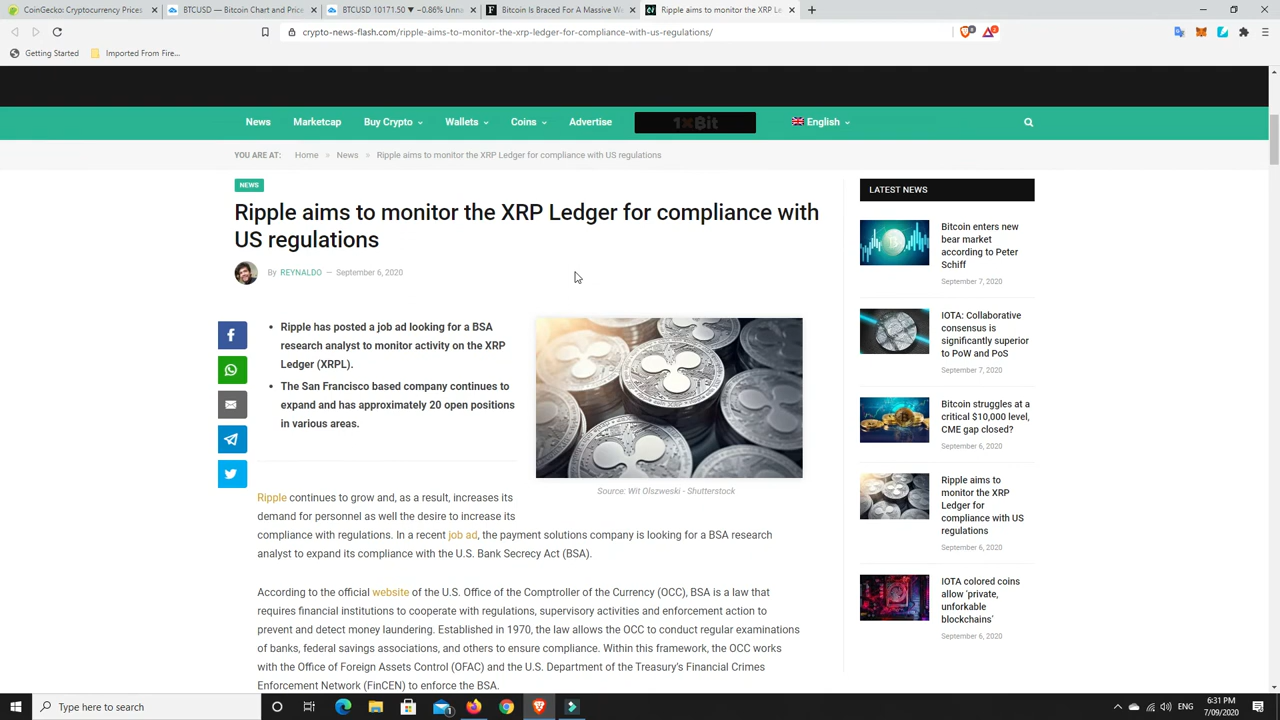 CoinGecko: Cryptocurrency Prices
BTCUSD — Bitcoin Chart and Price
BTCUSD 10171.50 ▼ −0.86% Unna
Bitcoin Is Braced For A Massive W
Ripple aims to monitor the XRP Le
crypto-news-flash.com/ripple-aims-to-monitor-the-xrp-ledger-for-compliance-with-us-regulations/
Getting Started
Imported From Fire...
News
Marketcap
Buy Crypto
Wallets
Coins
Advertise
1×Bit
English
YOU ARE AT: Home » News » Ripple aims to monitor the XRP Ledger for compliance with US regulations
NEWS
Ripple aims to monitor the XRP Ledger for compliance with
US regulations
By REYNALDO — September 6, 2020
• Ripple has posted a job ad looking for a BSA
research analyst to monitor activity on the XRP
Ledger (XRPL).
• The San Francisco based company continues to
expand and has approximately 20 open positions
in various areas.
Source: Wit Olszweski - Shutterstock
Ripple continues to grow and, as a result, increases its
demand for personnel as well the desire to increase its
compliance with regulations. In a recent job ad, the payment solutions company is looking for a BSA research
analyst to expand its compliance with the U.S. Bank Secrecy Act (BSA).
According to the official website of the U.S. Office of the Comptroller of the Currency (OCC), BSA is a law that
requires financial institutions to cooperate with regulations, supervisory activities and enforcement action to
prevent and detect money laundering. Established in 1970, the law allows the OCC to conduct regular examinations
of banks, federal savings associations, and others to ensure compliance. Within this framework, the OCC works
with the Office of Foreign Assets Control (OFAC) and the U.S. Department of the Treasury's Financial Crimes
Enforcement Network (FinCEN) to enforce the BSA.
LATEST NEWS
Bitcoin enters new
bear market
according to Peter
Schiff
September 7, 2020
IOTA: Collaborative
consensus is
significantly superior
to PoW and PoS
September 7, 2020
Bitcoin struggles at a
critical $10,000 level,
CME gap closed?
September 6, 2020
Ripple aims to
monitor the XRP
Ledger for
compliance with US
regulations
September 6, 2020
IOTA colored coins
allow 'private,
unforkable
blockchains'
September 6, 2020
Type here to search
ENG
6:31 PM
7/09/2020